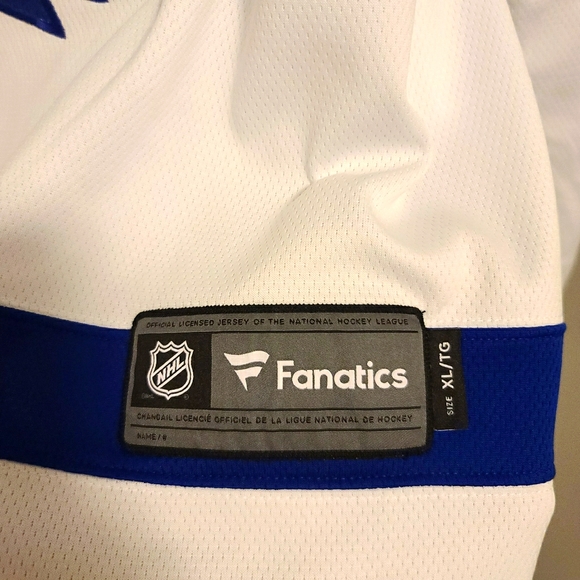 OFFICIAL LICENSED JERSEY OF THE NATIONAL HOCKEY LEAGUE
NHL
Fanatics
CHANDAIL LICENCIÉ OFFICIEL DE LA LIGUE NATIONAL DE HOCKEY
NAME / #
SIZE XL/TG